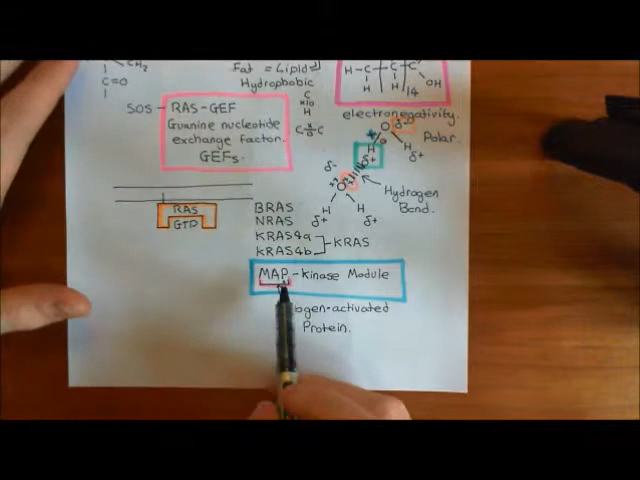 CH2
C=O
Fat = Lipid
Hydrophobic
H-C-C-C
H H 14 OH
SOS - RAS-GEF
Guanine nucleotide
exchange factor.
GEFs.
C
H
C C
electronegativity.
O δ-
Polar.
H H
δ+ δ+
δ-
O
Hydrogen
Bond.
H H
δ+ δ+
RAS
GTP
BRAS
NRAS
KRAS4a
KRAS4b
KRAS
MAP-kinase Module
ogen-activated
Protein.